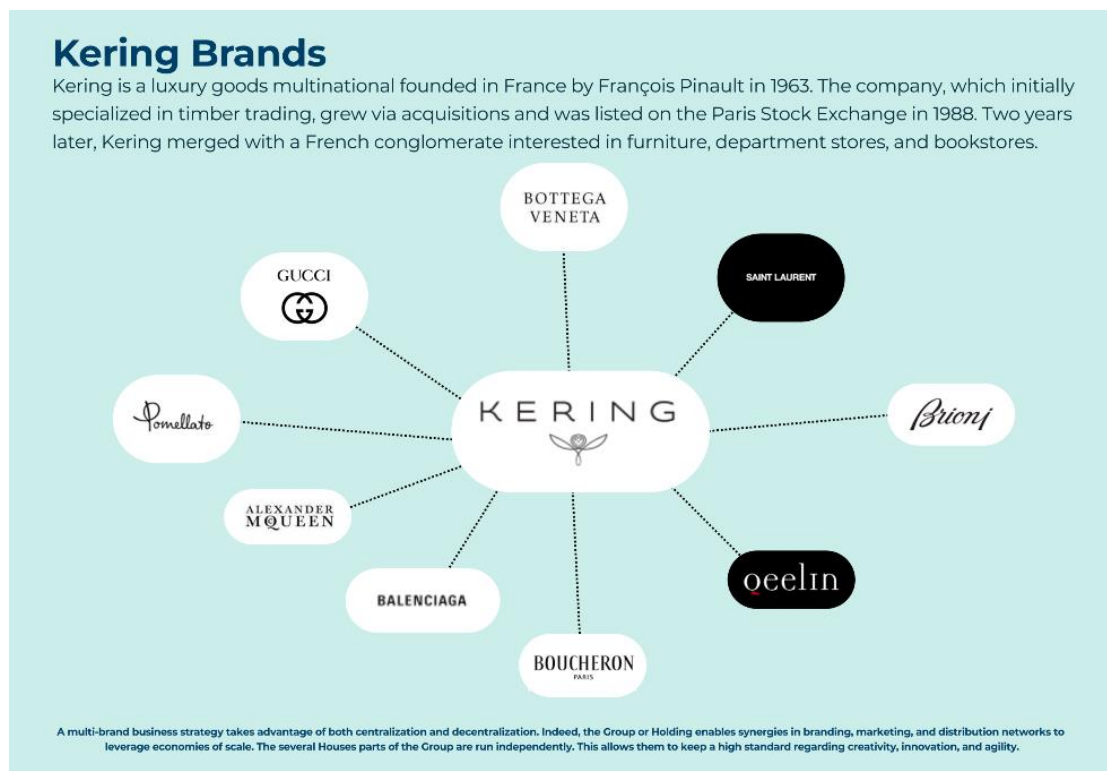 Kering Brands
Kering is a luxury goods multinational founded in France by François Pinault in 1963. The company, which initially
specialized in timber trading, grew via acquisitions and was listed on the Paris Stock Exchange in 1988. Two years
later, Kering merged with a French conglomerate interested in furniture, department stores, and bookstores.
BOTTEGA
VENETA
GUCCI
SAINT LAURENT
Pomellato
KERING
Brioni
ALEXANDER
McQUEEN
BALENCIAGA
Qeelin
BOUCHERON
PARIS
A multi-brand business strategy takes advantage of both centralization and decentralization. Indeed, the Group or Holding enables synergies in branding, marketing, and distribution networks to
leverage economies of scale. The several Houses parts of the Group are run independently. This allows them to keep a high standard regarding creativity, innovation, and agility.